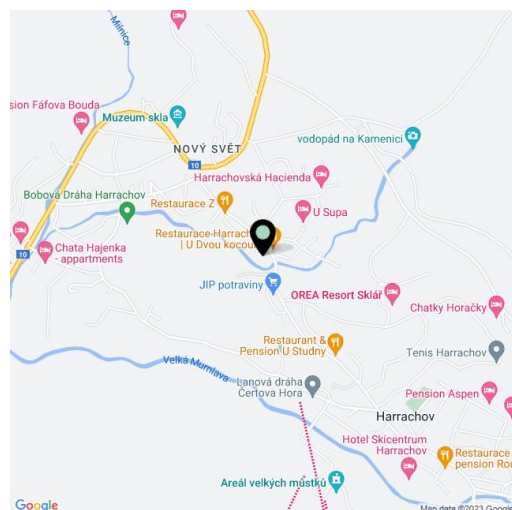 Milnice
nsion Fáfova Bouda
Muzeum skla
NOVÝ SVĚT
vodopád na Kamenici
10
Harrachovská Hacienda
Bobová Dráha Harrachov
Restaurace Z
U Supa
Restaurace Harrach
| U Dvou kocou
10
Chata Hajenka
- appartments
JIP potraviny
OREA Resort Sklář
Chatky Horačky
Restaurant &
Pension U Studny
Tenis Harrachov
Velká Mumlava
Lanová dráha
Čertova Hora
Pension Aspen
Harrachov
Hotel Skicentrum
Harrachov
Restaurace
pension Rou
Areál velkých můstků
Google
Map data ©2023 Google